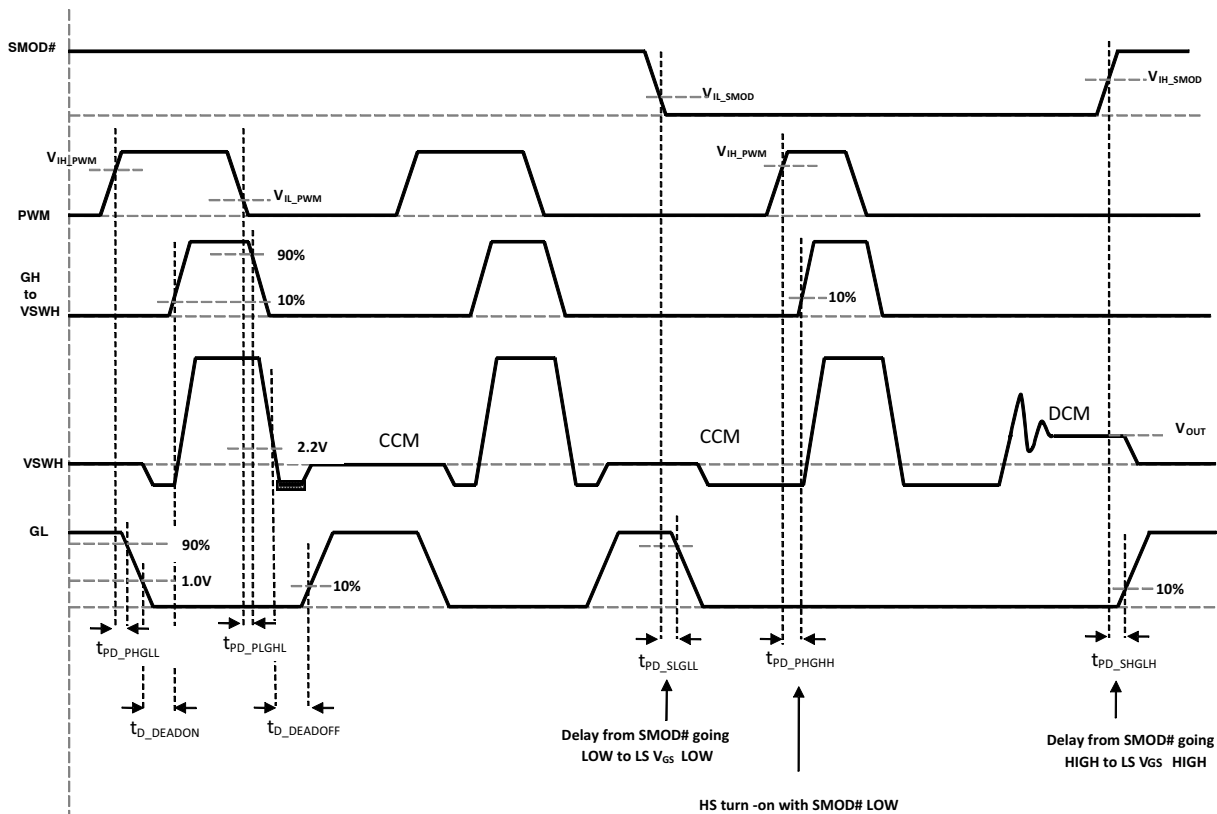 SMOD#
V_IL_SMOD
V_IH_SMOD
V_IH_PWM
V_IL_PWM
V_IH_PWM
PWM
90%
10%
10%
GH
to
VSWH
2.2V
CCM
CCM
DCM
V_OUT
VSWH
GL
90%
1.0V
10%
10%
t_PD_PHGLL
t_PD_PLGHL
t_PD_SLGLL
t_PD_PHGHH
t_PD_SHGLH
t_D_DEADON
t_D_DEADOFF
Delay from SMOD# going
LOW to LS V_GS LOW
Delay from SMOD# going
HIGH to LS V_GS HIGH
HS turn -on with SMOD# LOW